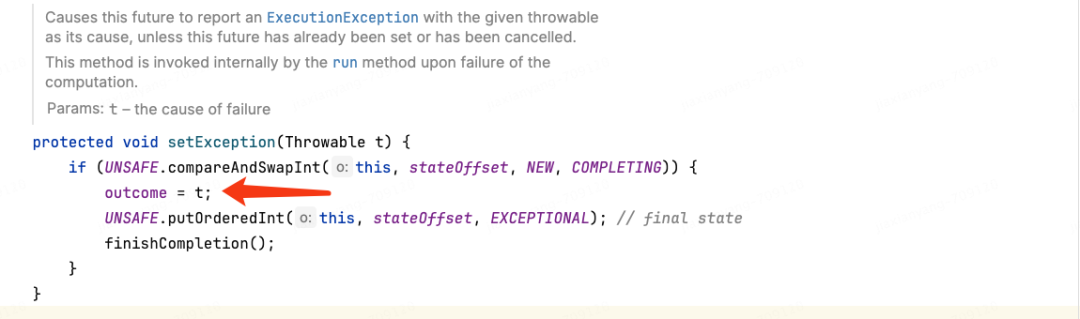 Causes this future to report an ExecutionException with the given throwable
as its cause, unless this future has already been set or has been cancelled.
This method is invoked internally by the run method upon failure of the
computation.
Params: t – the cause of failure
protected void setException(Throwable t) {
    if (UNSAFE.compareAndSwapInt( o: this, stateOffset, NEW, COMPLETING)) {
        outcome = t;
        UNSAFE.putOrderedInt( o: this, stateOffset, EXCEPTIONAL); // final state
        finishCompletion();
    }
}